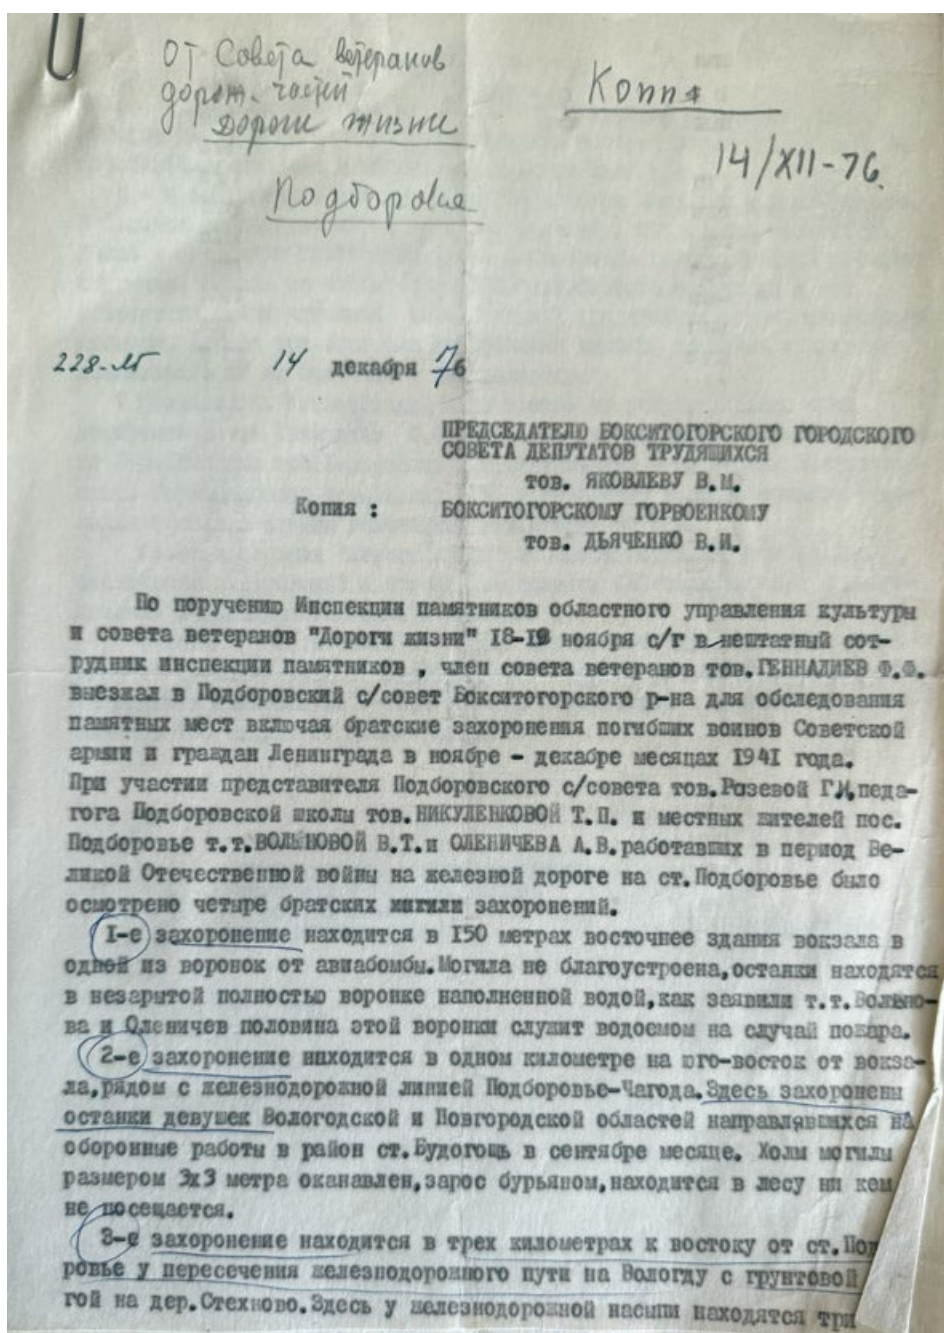 От Совета ветеранов
дорож. частей
Дороги жизни
Копия
14/XII-76.
Подборовье
228-М
14 декабря 76
ПРЕДСЕДАТЕЛЮ БОКСИТОГОРСКОГО ГОРОДСКОГО
СОВЕТА ДЕПУТАТОВ ТРУДЯЩИХСЯ
тов. ЯКОВЛЕВУ В.М.
Копия : БОКСИТОГОРСКОМУ ГОРВОЕНКОМУ
тов. ДЬЯЧЕНКО В.И.
По поручению Инспекции памятников областного управления культуры
и совета ветеранов "Дороги жизни" 18-19 ноября с/г внештатный сот-
рудник инспекции памятников , член совета ветеранов тов.ГЕННАДИЕВ Ф.Ф.
выезжал в Подборовский с/совет Бокситогорского р-на для обследования
памятных мест включая братские захоронения погибших воинов Советской
армии и граждан Ленинграда в ноябре - декабре месяцах 1941 года.
При участии представителя Подборовского с/совета тов.Розевой Г.И,педа-
гога Подборовской школы тов.НИКУЛЕНКОВОЙ Т.П. и местных жителей пос.
Подборовье т.т.ВОЛЬНОВОЙ В.Т.и ОЛЕНИЧЕВА А.В.работавших в период Ве-
ликой Отечественной войны на железной дороге на ст.Подборовье было
осмотрено четыре братских могили захоронений.
1-е захоронение находится в 150 метрах восточнее здания вокзала в
одной из воронок от авиабомбы.Могила не благоустроена,останки находятся
в незарытой полностью воронке наполненной водой,как заявили т.т.Вольно-
ва и Оленичев половина этой воронки служит водоемом на случай пожара.
2-е захоронение находится в одном километре на юго-восток от вокза-
ла,рядом с железнодорожной линией Подборовье-Чагода.Здесь захоронены
останки девушек Вологодской и Новгородской областей направлявшихся на
оборонные работы в район ст.Будогощь в сентябре месяце. Холм могилы
размером 3х3 метра оканавлен,зарос бурьяном,находится в лесу ни кем
не посещается.
3-е захоронение находится в трех километрах к востоку от ст.Под
ровье у пересечения железнодорожного пути на Вологду с грунтовой
гой на дер.Стехново.Здесь у железнодорожной насыпи находятся три